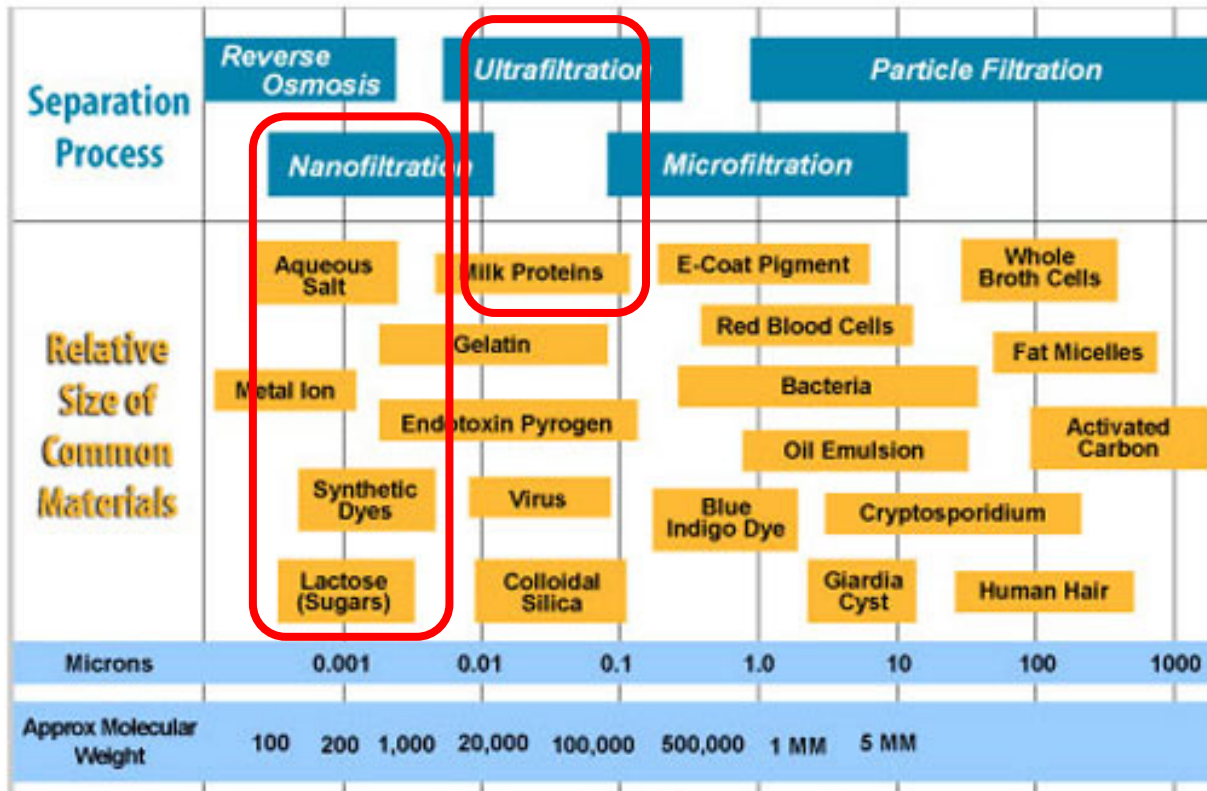 Separation
Process
Reverse
Osmosis
Ultrafiltration
Particle Filtration
Nanofiltration
Microfiltration
Relative
Size of
Common
Materials
Aqueous
Salt
Milk Proteins
E-Coat Pigment
Whole
Broth Cells
Gelatin
Red Blood Cells
Fat Micelles
Metal Ion
Bacteria
Endotoxin Pyrogen
Oil Emulsion
Activated
Carbon
Synthetic
Dyes
Virus
Blue
Indigo Dye
Cryptosporidium
Lactose
(Sugars)
Colloidal
Silica
Giardia
Cyst
Human Hair
Microns 0.001 0.01 0.1 1.0 10 100 1000
Approx Molecular
Weight
100 200 1,000 20,000 100,000 500,000 1 MM 5 MM